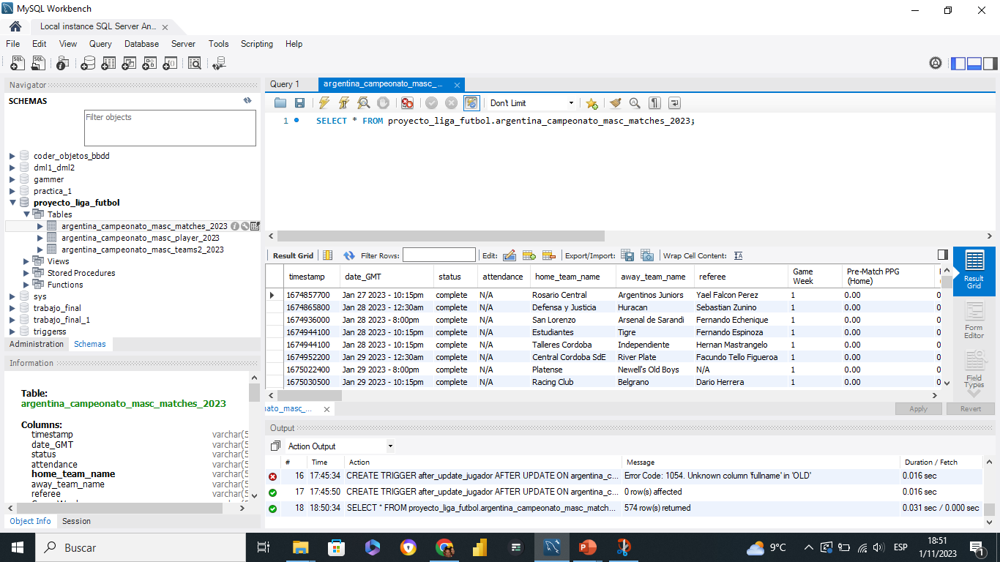 MySQL Workbench
Local instance SQL Server An...
File Edit View Query Database Server Tools Scripting Help
Navigator
SCHEMAS
Filter objects
coder_objetos_bbdd
dml1_dml2
gammer
practica_1
proyecto_liga_futbol
Tables
argentina_campeonato_masc_matches_2023
argentina_campeonato_masc_player_2023
argentina_campeonato_masc_teams2_2023
Views
Stored Procedures
Functions
sys
trabajo_final
trabajo_final_1
triggerss
Administration Schemas
Information
Table:
argentina_campeonato_masc_matches_2023
Columns:
timestamp varchar(5
date_GMT varchar(5
status varchar(5
attendance varchar(5
home_team_name varchar(5
away_team_name varchar(5
referee varchar(5
Object Info Session
Query 1 argentina_campeonato_masc_...
Don't Limit
1 SELECT * FROM proyecto_liga_futbol.argentina_campeonato_masc_matches_2023;
Result Grid Filter Rows: Edit: Export/Import: Wrap Cell Content:
timestamp date_GMT status attendance home_team_name away_team_name referee Game Week Pre-Match PPG (Home)
1674857700 Jan 27 2023 - 10:15pm complete N/A Rosario Central Argentinos Juniors Yael Falcon Perez 1 0.00 0
1674865800 Jan 28 2023 - 12:30am complete N/A Defensa y Justicia Huracan Sebastian Zunino 1 0.00 0
1674936000 Jan 28 2023 - 8:00pm complete N/A San Lorenzo Arsenal de Sarandi Fernando Echenique 1 0.00 0
1674944100 Jan 28 2023 - 10:15pm complete N/A Estudiantes Tigre Fernando Espinoza 1 0.00 0
1674944100 Jan 28 2023 - 10:15pm complete N/A Talleres Cordoba Independiente Hernan Mastrangelo 1 0.00 0
1674952200 Jan 29 2023 - 12:30am complete N/A Central Cordoba SdE River Plate Facundo Tello Figueroa 1 0.00 0
1675022400 Jan 29 2023 - 8:00pm complete N/A Platense Newell's Old Boys N/A 1 0.00 0
1675030500 Jan 29 2023 - 10:15pm complete N/A Racing Club Belgrano Dario Herrera 1 0.00 0
Result Grid
Form Editor
Field Types
nato_masc_... Apply Revert
Output
Action Output
# Time Action Message Duration / Fetch
16 17:45:34 CREATE TRIGGER after_update_jugador AFTER UPDATE ON argentina_c... Error Code: 1054. Unknown column 'fullname' in 'OLD' 0.016 sec
17 17:45:50 CREATE TRIGGER after_update_jugador AFTER UPDATE ON argentina_c... 0 row(s) affected 0.016 sec
18 18:50:34 SELECT * FROM proyecto_liga_futbol.argentina_campeonato_masc_match... 574 row(s) returned 0.031 sec / 0.000 sec
Buscar
9°C ESP 18:51
1/11/2023
1